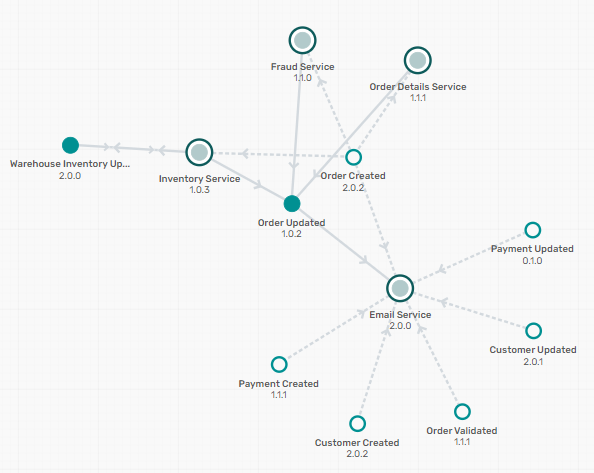 Fraud Service
1.1.0
Order Details Service
1.1.1
Warehouse Inventory Up...
2.0.0
Inventory Service
1.0.3
Order Created
2.0.2
Order Updated
1.0.2
Payment Updated
0.1.0
Email Service
2.0.0
Customer Updated
2.0.1
Payment Created
1.1.1
Customer Created
2.0.2
Order Validated
1.1.1